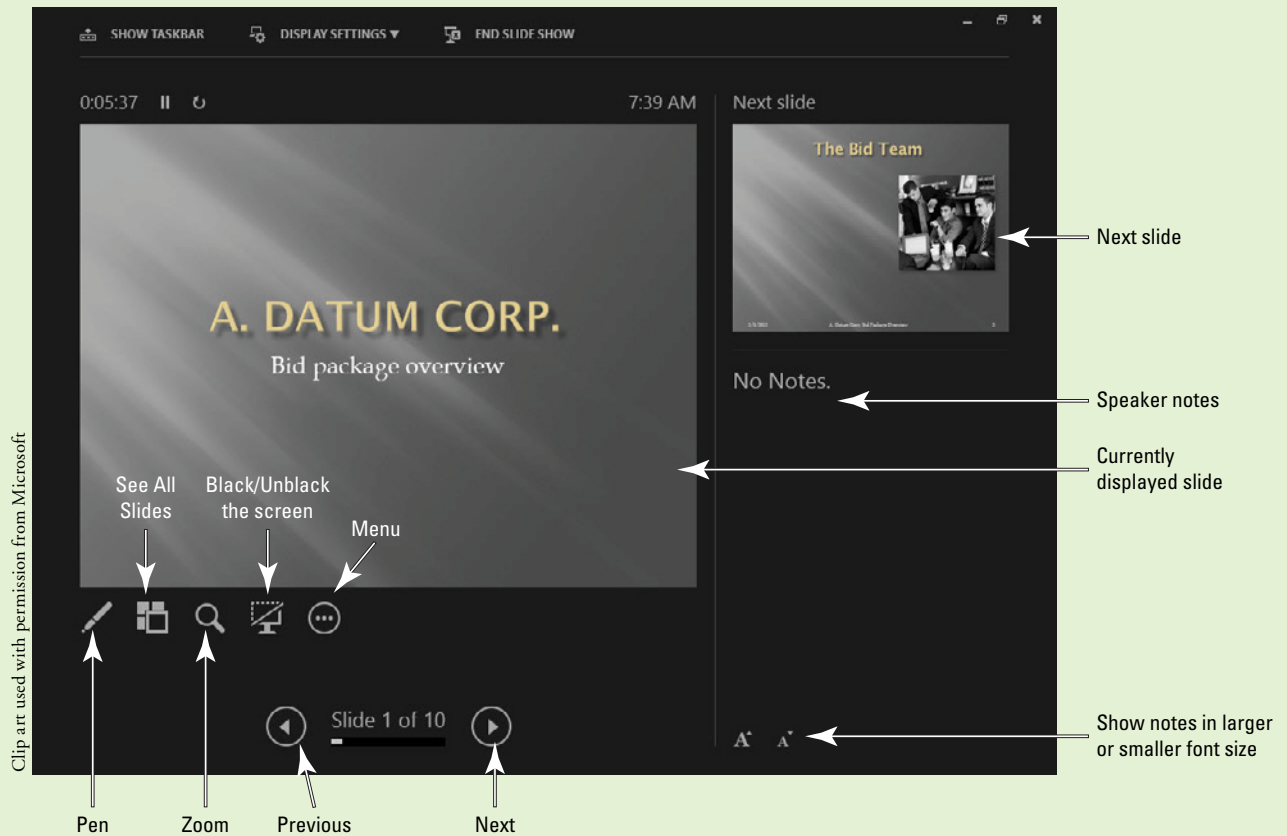 SHOW TASKBAR
DISPLAY SETTINGS ▼
END SLIDE SHOW
0:05:37
7:39 AM
Next slide
The Bid Team
A. DATUM CORP.
Bid package overview
No Notes.
Next slide
Speaker notes
Currently
displayed slide
See All
Slides
Black/Unblack
the screen
Menu
Slide 1 of 10
A
A
Show notes in larger
or smaller font size
Pen
Zoom
Previous
Next
Clip art used with permission from Microsoft